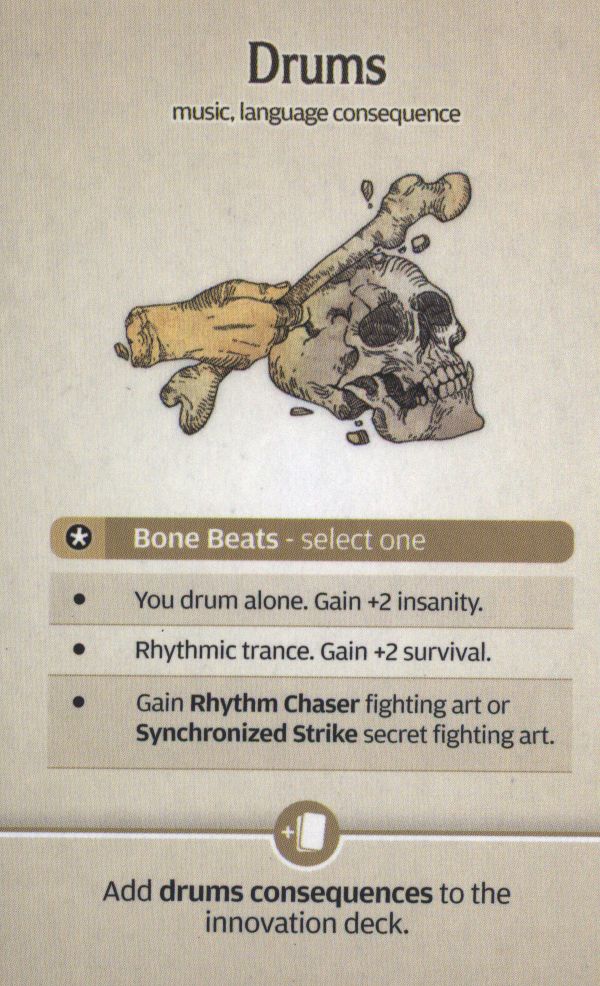 Drums
music, language consequence
Bone Beats - select one
• You drum alone. Gain +2 insanity.
• Rhythmic trance. Gain +2 survival.
• Gain Rhythm Chaser fighting art or
Synchronized Strike secret fighting art.
+
Add drums consequences to the
innovation deck.